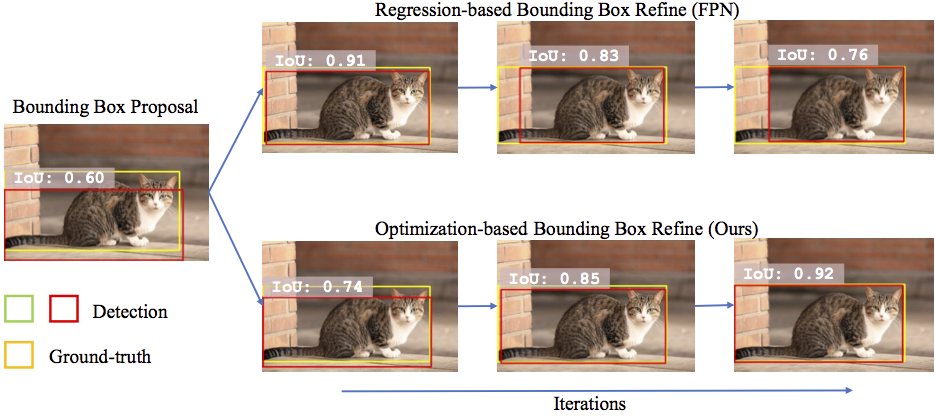 Regression-based Bounding Box Refine (FPN)
IoU: 0.91
IoU: 0.83
IoU: 0.76
Bounding Box Proposal
IoU: 0.60
Optimization-based Bounding Box Refine (Ours)
IoU: 0.74
IoU: 0.85
IoU: 0.92
Detection
Ground-truth
Iterations